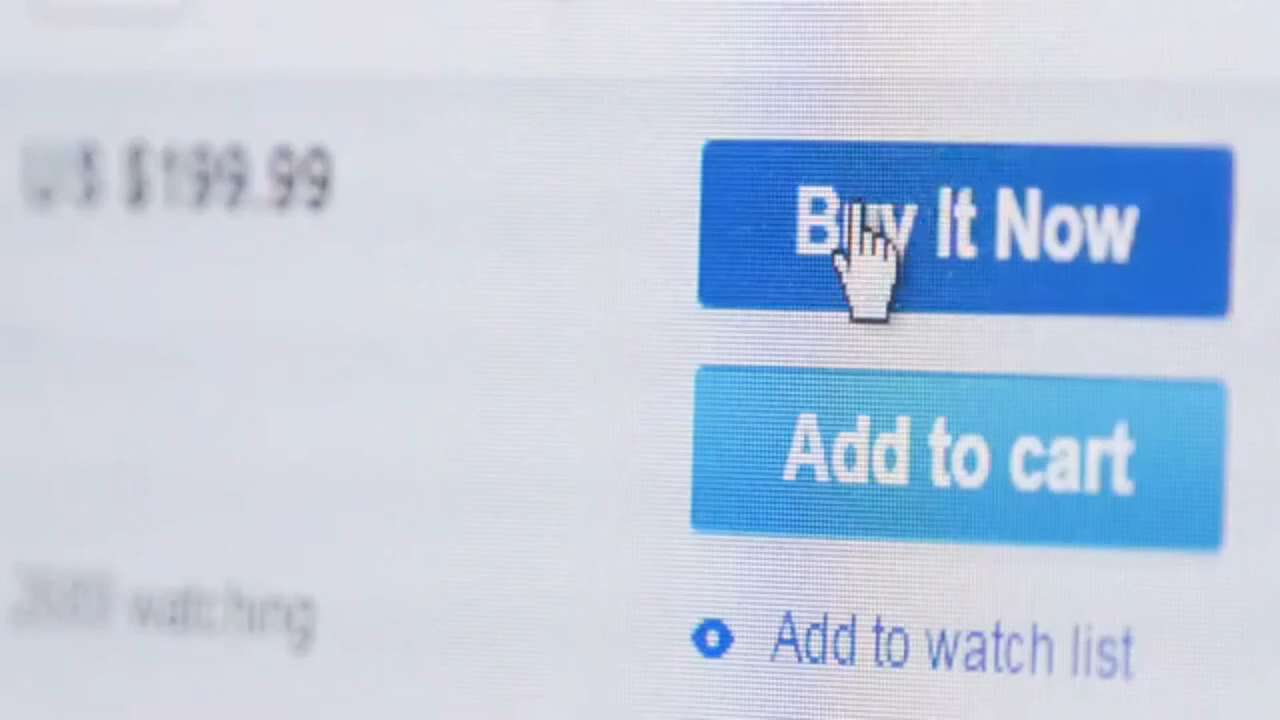 US $199.99
Buy It Now
Add to cart
watching
Add to watch list